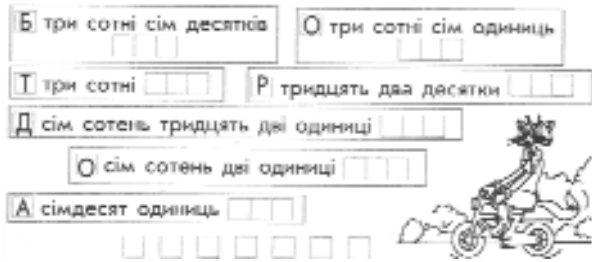 Б три сотні сім десятків
О три сотні сім одиниць
Т три сотні
Р тридцять два десятки
Д сім сотень тридцять дві одиниці
О сім сотень дві одиниці
А сімдесят одиниць